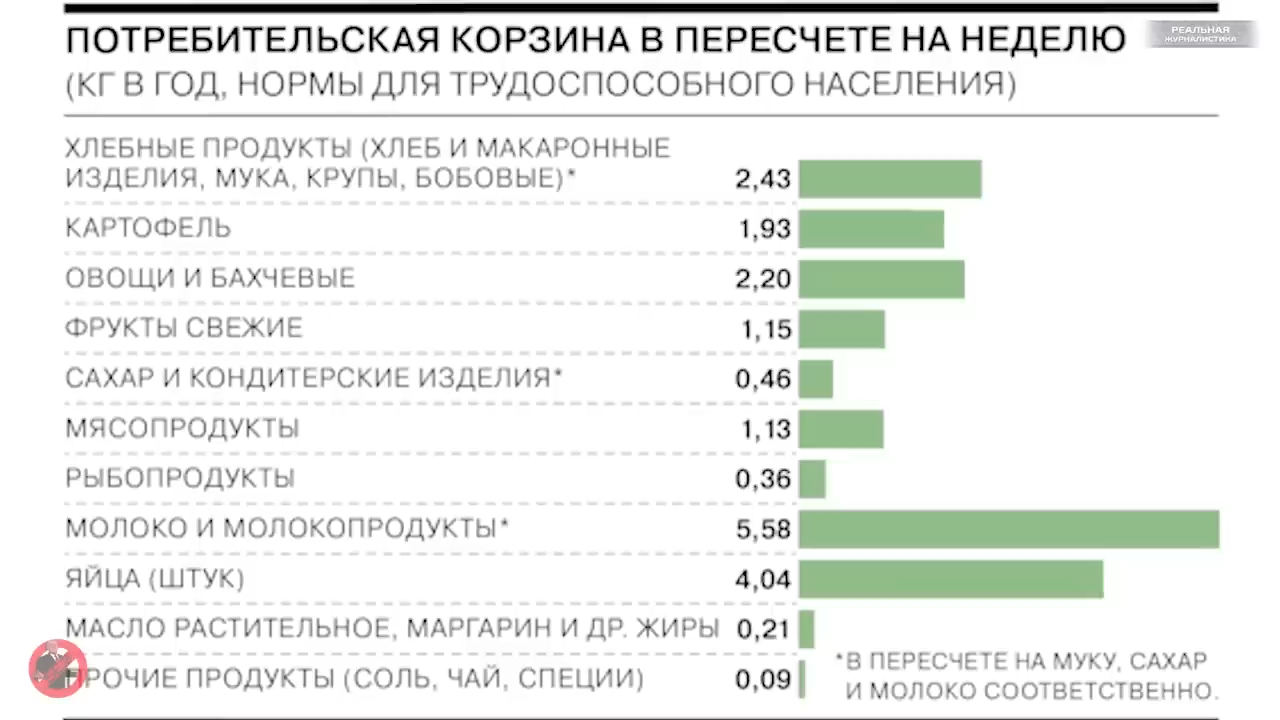 ПОТРЕБИТЕЛЬСКАЯ КОРЗИНА В ПЕРЕСЧЕТЕ НА НЕДЕЛЮ
РЕАЛЬНАЯ
ЖУРНАЛИСТИКА
(КГ В ГОД, НОРМЫ ДЛЯ ТРУДОСПОСОБНОГО НАСЕЛЕНИЯ)
ХЛЕБНЫЕ ПРОДУКТЫ (ХЛЕБ И МАКАРОННЫЕ
ИЗДЕЛИЯ, МУКА, КРУПЫ, БОБОВЫЕ)* 2,43
КАРТОФЕЛЬ 1,93
ОВОЩИ И БАХЧЕВЫЕ 2,20
ФРУКТЫ СВЕЖИЕ 1,15
САХАР И КОНДИТЕРСКИЕ ИЗДЕЛИЯ* 0,46
МЯСОПРОДУКТЫ 1,13
РЫБОПРОДУКТЫ 0,36
МОЛОКО И МОЛОКОПРОДУКТЫ* 5,58
ЯЙЦА (ШТУК) 4,04
МАСЛО РАСТИТЕЛЬНОЕ, МАРГАРИН И ДР. ЖИРЫ 0,21
ПРОЧИЕ ПРОДУКТЫ (СОЛЬ, ЧАЙ, СПЕЦИИ) 0,09
*В ПЕРЕСЧЕТЕ НА МУКУ, САХАР
И МОЛОКО СООТВЕТСТВЕННО.